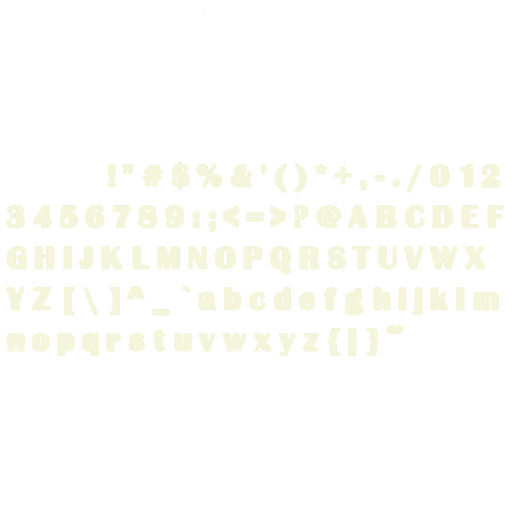 !"#$%&'()*+,-./012
3456789:;<=>P@ABCDEF
GHIJKLMNOPQRSTUVWX
YZ[\]^_`abcdefghijklm
nopqrstuvwxyz{|}~